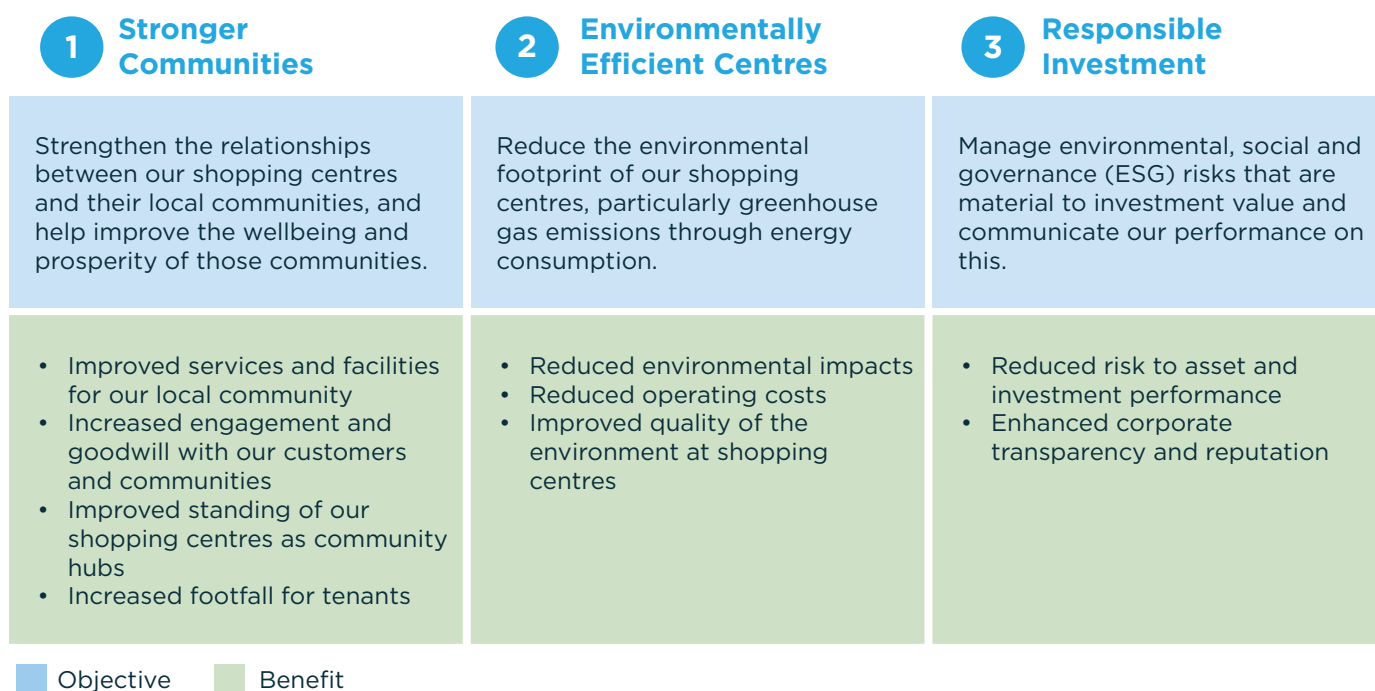 1
Stronger
Communities
2
Environmentally
Efficient Centres
3
Responsible
Investment
Strengthen the relationships
between our shopping centres
and their local communities, and
help improve the wellbeing and
prosperity of those communities.
Reduce the environmental
footprint of our shopping
centres, particularly greenhouse
gas emissions through energy
consumption.
Manage environmental, social and
governance (ESG) risks that are
material to investment value and
communicate our performance on
this.
• Improved services and facilities
for our local community
• Increased engagement and
goodwill with our customers
and communities
• Improved standing of our
shopping centres as community
hubs
• Increased footfall for tenants
• Reduced environmental impacts
• Reduced operating costs
• Improved quality of the
environment at shopping
centres
• Reduced risk to asset and
investment performance
• Enhanced corporate
transparency and reputation
Objective
Benefit